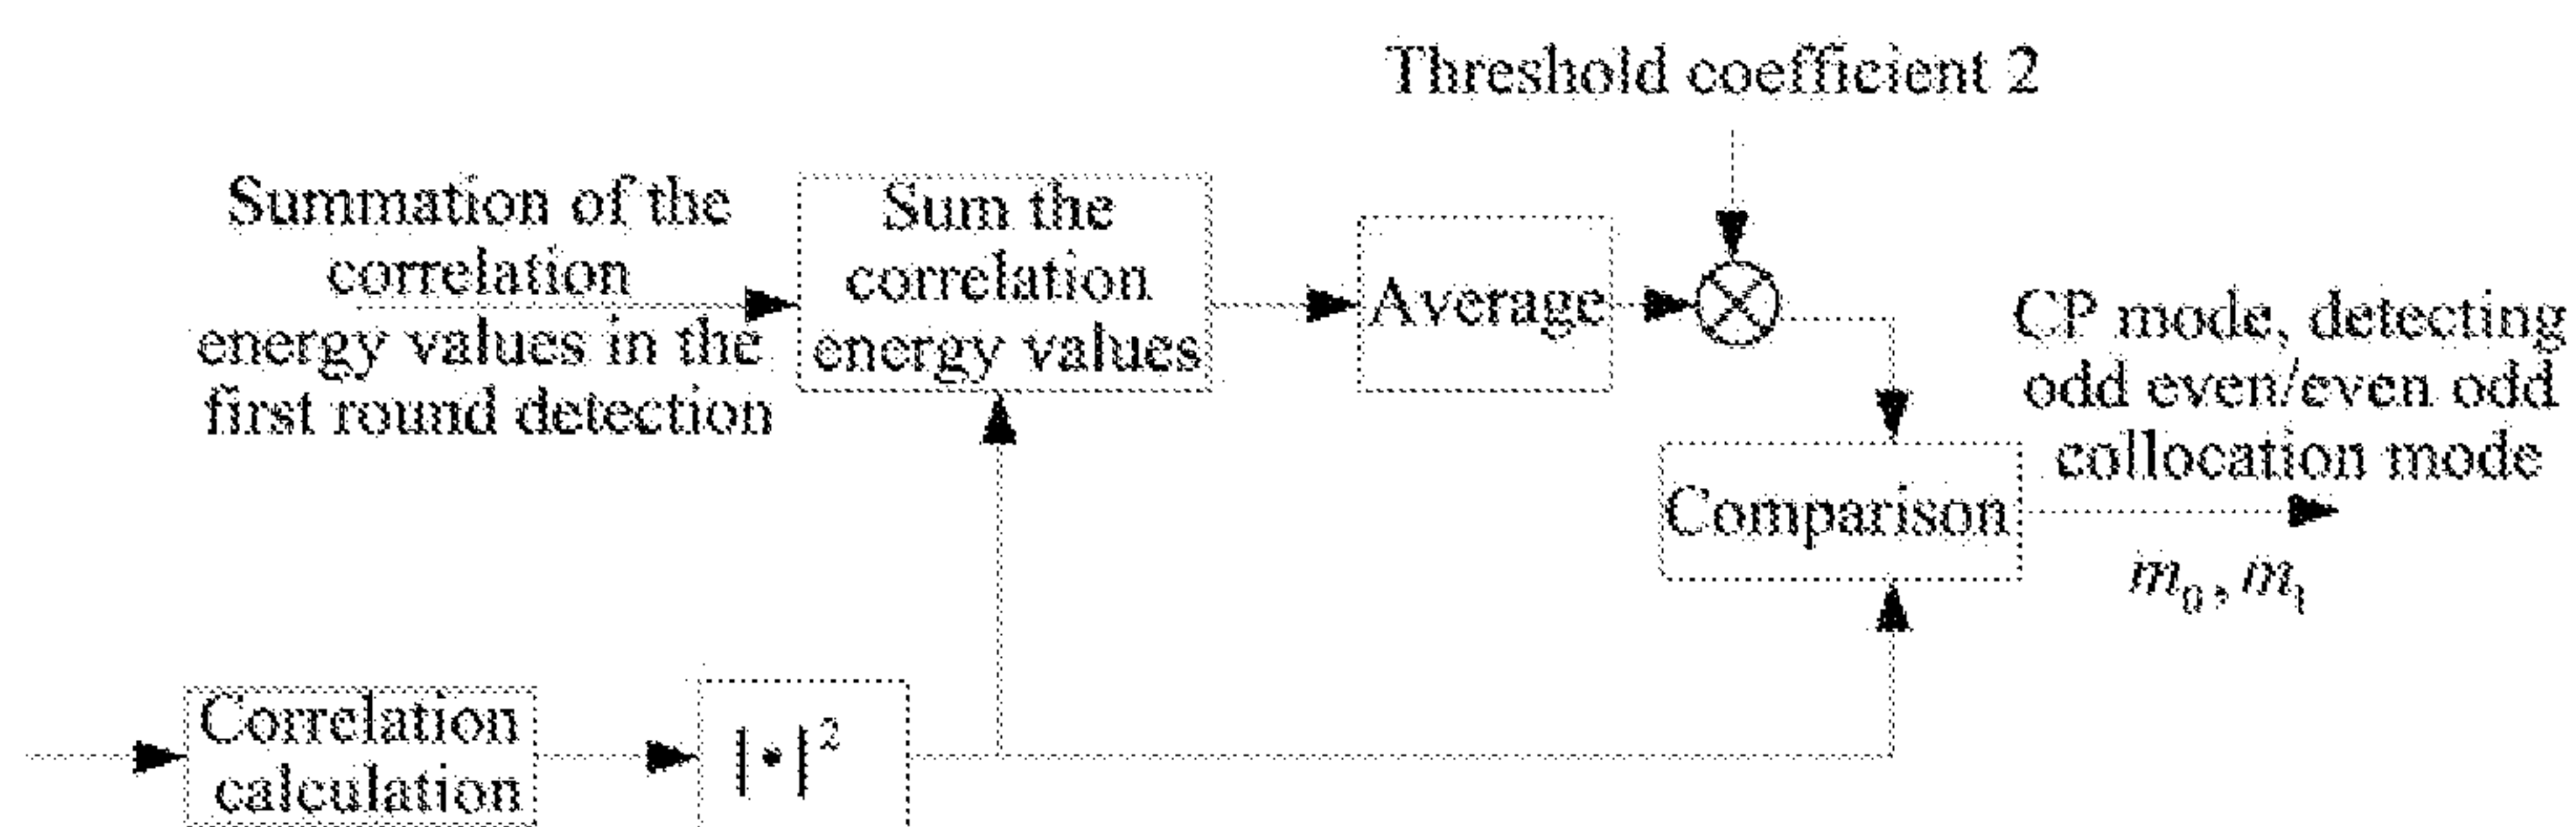 Threshold coefficient 2
Summation of the
correlation
energy values in the
first round detection
Sum the
correlation
energy values
Average
CP mode, detecting
odd even/even odd
collocation mode
Comparison
m₀, m₁
Correlation
calculation
|•|²